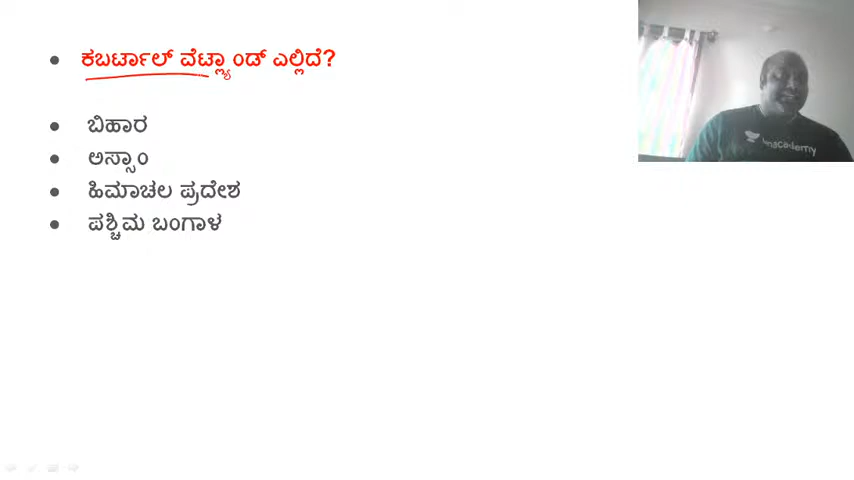 ಕಬರ್ಟಾಲ್ ವೆಟ್ಲ್ಯಾಂಡ್ ಎಲ್ಲಿದೆ?
ಬಿಹಾರ
ಅಸ್ಸಾಂ
ಹಿಮಾಚಲ ಪ್ರದೇಶ
ಪಶ್ಚಿಮ ಬಂಗಾಳ